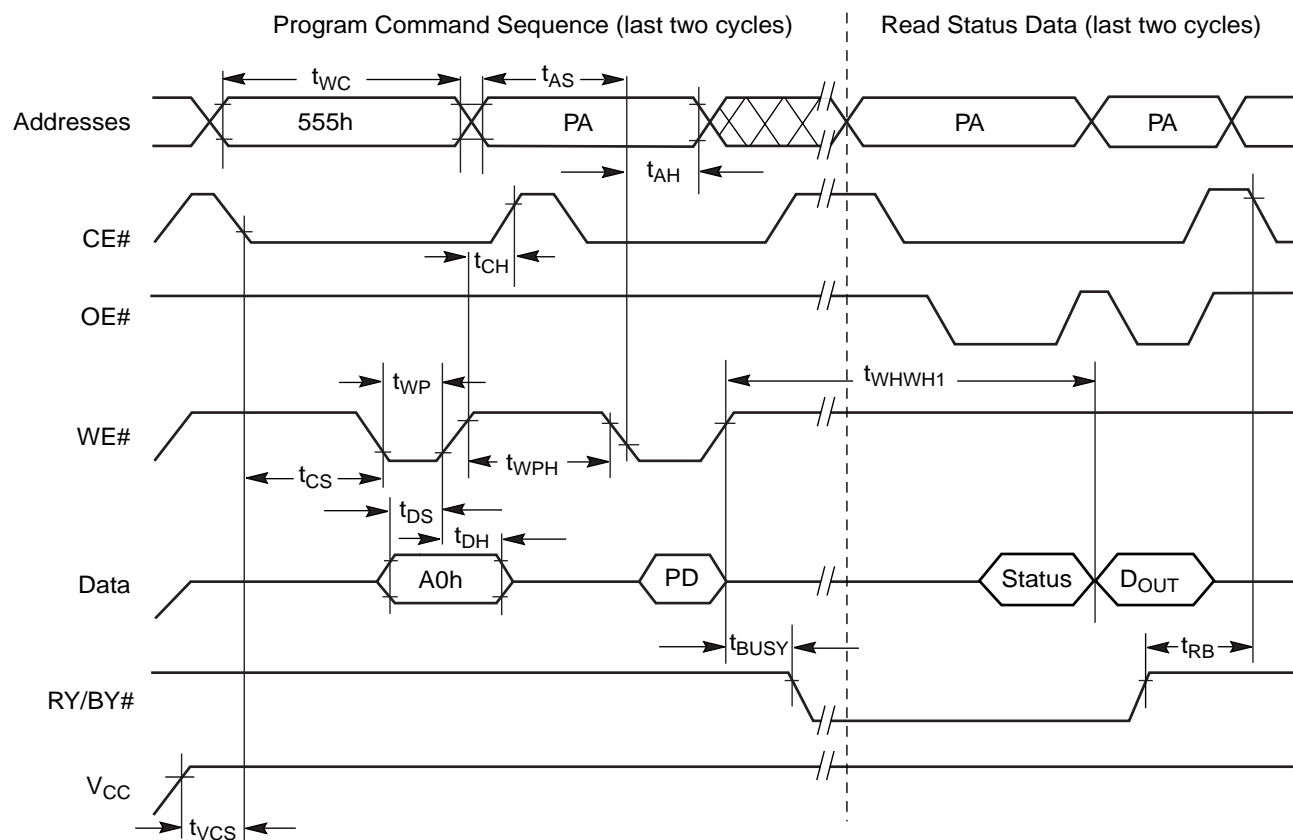 Program Command Sequence (last two cycles)
Read Status Data (last two cycles)
tWC
tAS
Addresses
555h
PA
PA
PA
tAH
CE#
tCH
OE#
tWP
tWHWH1
WE#
tCS
tWPH
tDS
tDH
Data
A0h
PD
Status
DOUT
tBUSY
tRB
RY/BY#
VCC
tVCS